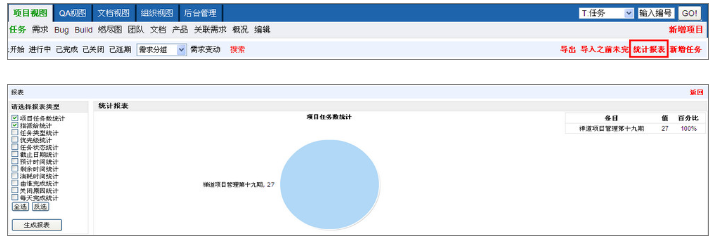 项目视图 QA视图 文档视图 组织视图 后台管理 T:任务 输入编号 GO!
任务 需求 Bug Build 燃尽图 团队 文档 产品 关联需求 概况 编辑 新增项目
开始 进行中 已完成 已关闭 已延期 需求分组 需求变动 搜索 导出 导入之前未完 统计报表 新增任务
报表 返回
请选择报表类型 统计报表
项目任务数统计 项目任务数统计 条目 值 百分比
指派给统计 禅道项目管理第十九期 27 100%
任务类型统计
优先级统计
任务状态统计
截止日期统计
预计时间统计
剩余时间统计
消耗时间统计 禅道项目管理第十九期, 27
由谁完成统计
关闭原因统计
每天完成统计
全选 反选
生成报表